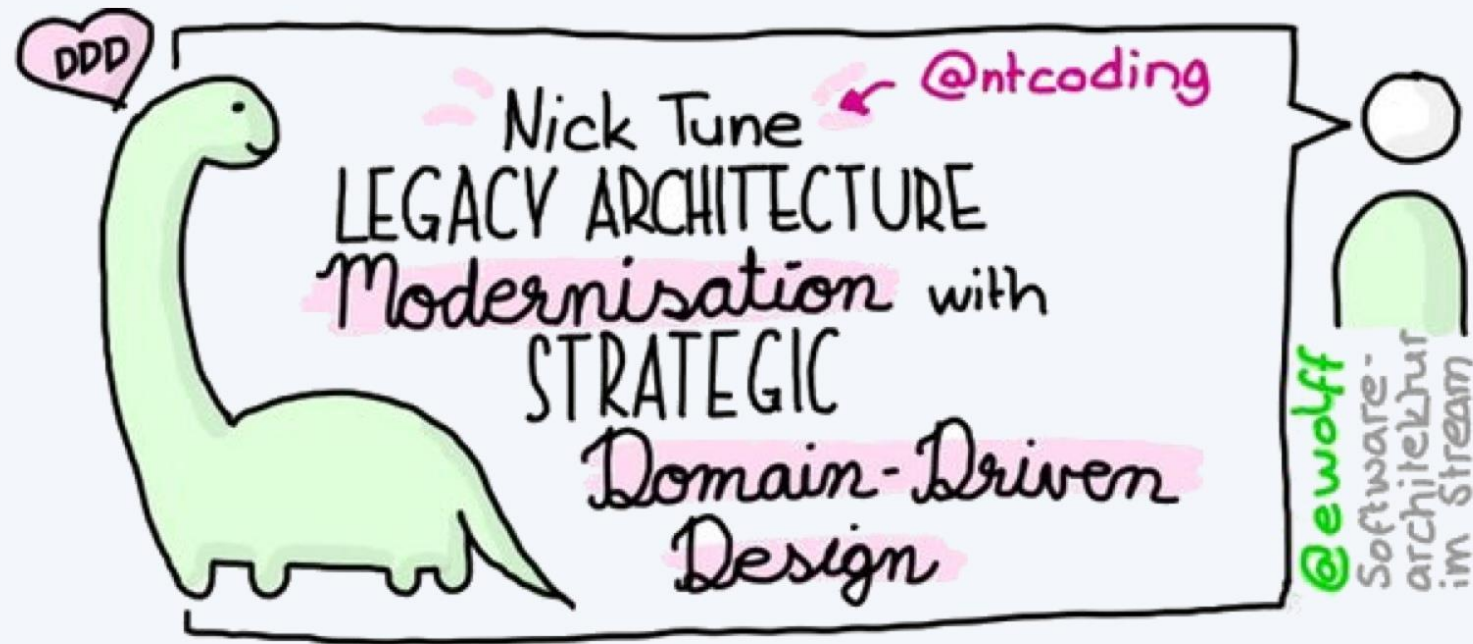 DDD
@ntcoding
Nick Tune
LEGACY ARCHITECTURE
Modernisation with
STRATEGIC
Domain-Driven
Design
@ewolff
Software-
architektur
im Stream